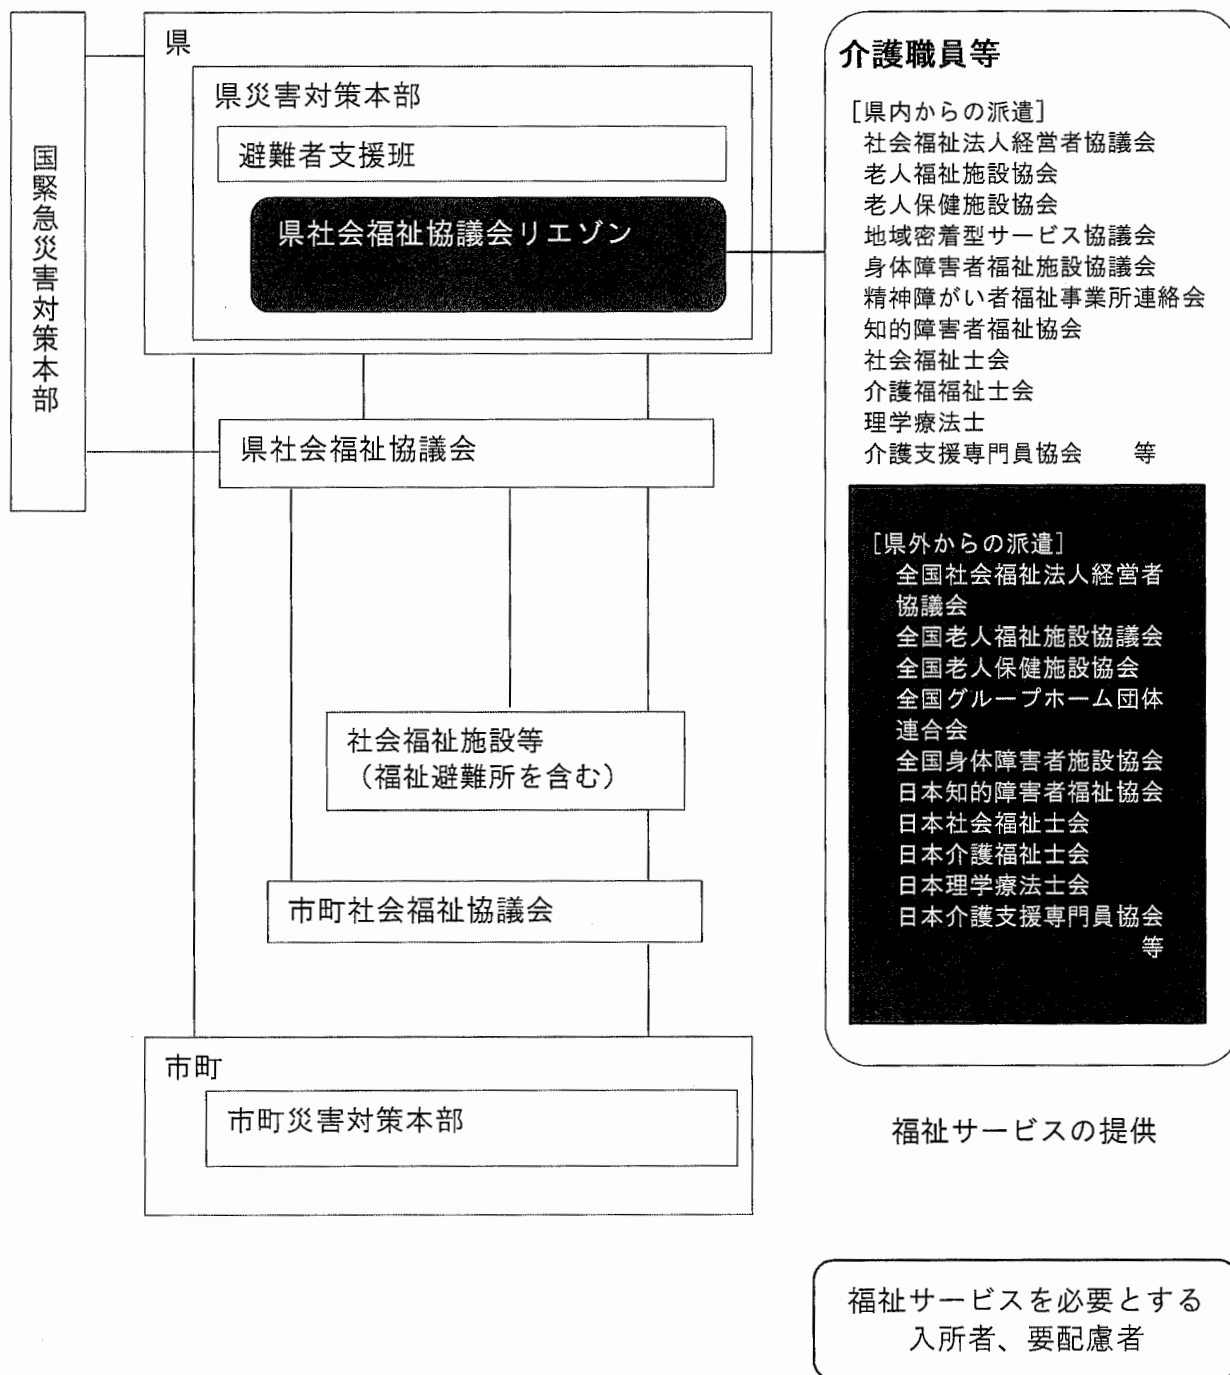 国緊急災害対策本部
県
県災害対策本部
避難者支援班
県社会福祉協議会リエゾン
県社会福祉協議会
社会福祉施設等
(福祉避難所を含む)
市町社会福祉協議会
市町
市町災害対策本部
介護職員等
[県内からの派遣]
社会福祉法人経営者協議会
老人福祉施設協会
老人保健施設協会
地域密着型サービス協議会
身体障害者福祉施設協議会
精神障がい者福祉事業所連絡会
知的障害者福祉協会
社会福祉士会
介護福福祉士会
理学療法士
介護支援専門員協会 等
[県外からの派遣]
全国社会福祉法人経営者
協議会
全国老人福祉施設協議会
全国老人保健施設協会
全国グループホーム団体
連合会
全国身体障害者施設協会
日本知的障害者福祉協会
日本社会福祉士会
日本介護福祉士会
日本理学療法士会
日本介護支援専門員協会
等
福祉サービスの提供
福祉サービスを必要とする
入所者、要配慮者